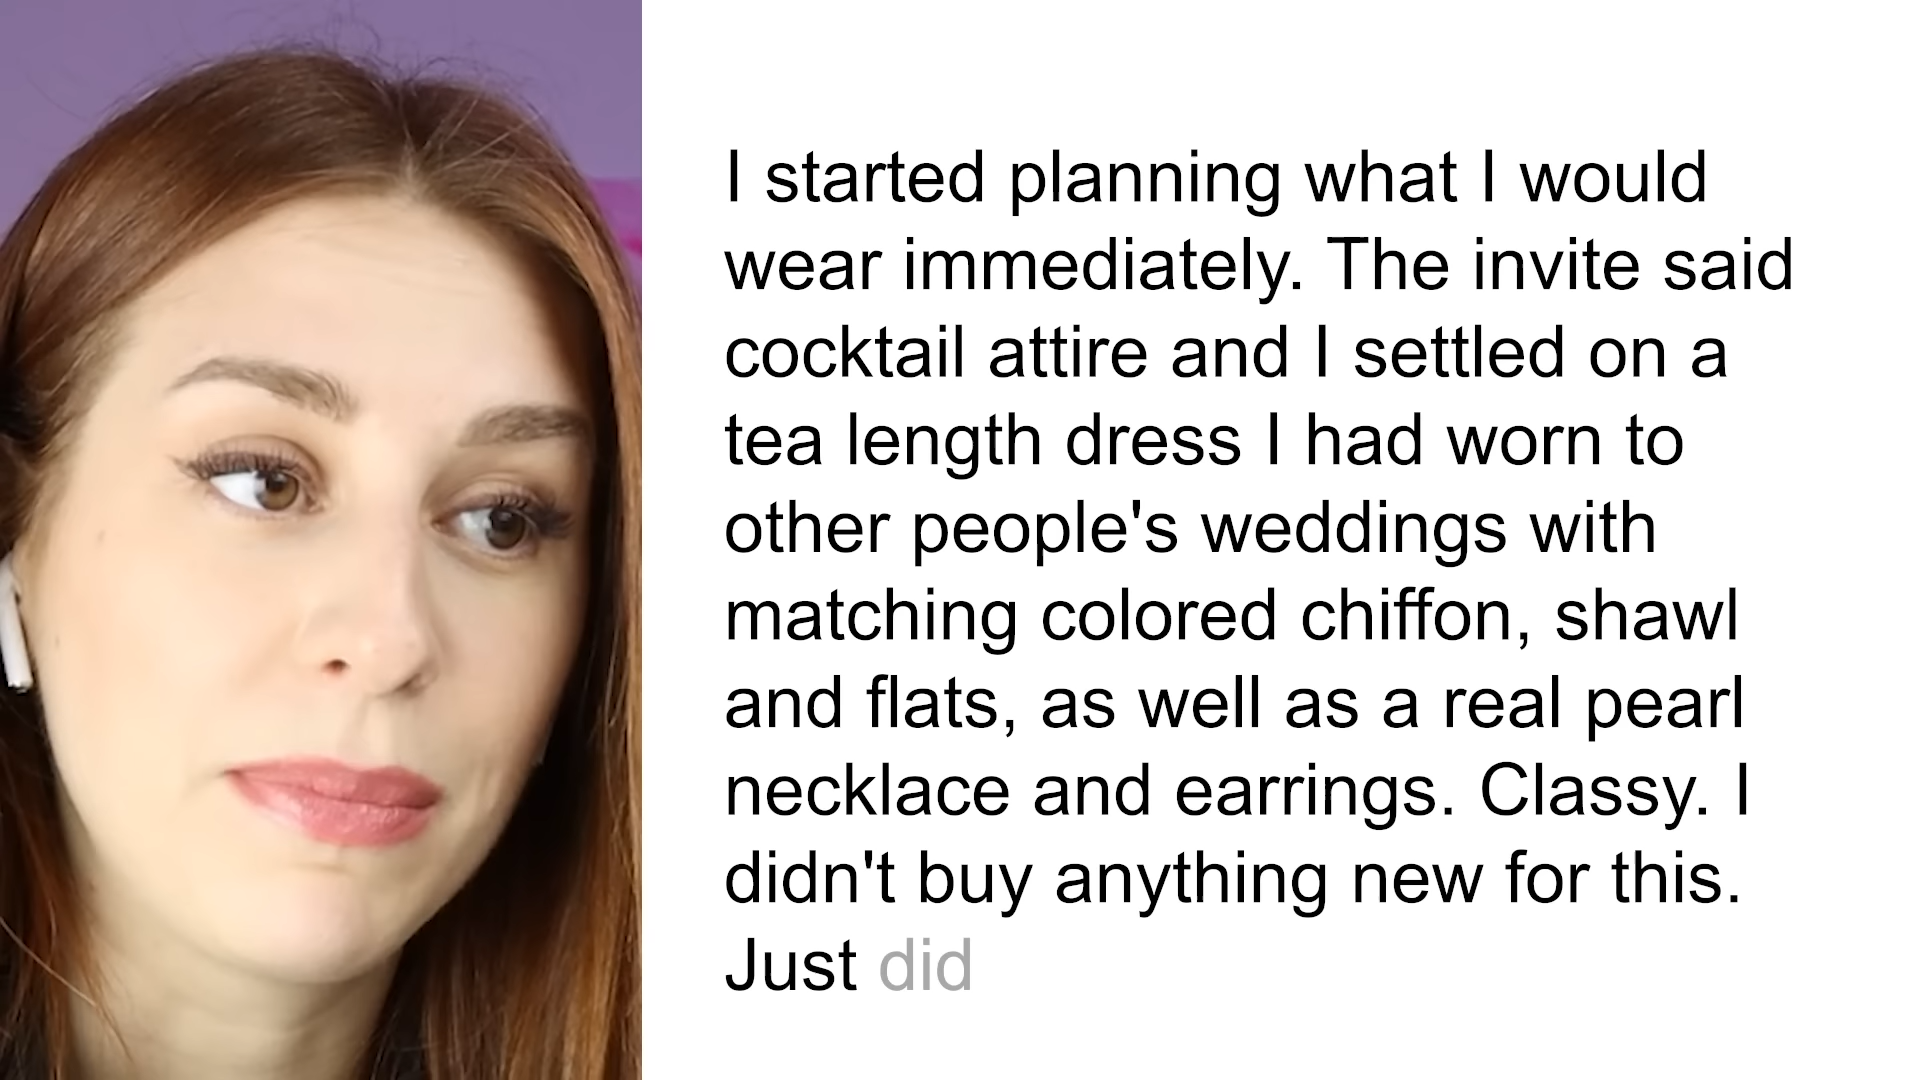 I started planning what I would
wear immediately. The invite said
cocktail attire and I settled on a
tea length dress I had worn to
other people's weddings with
matching colored chiffon, shawl
and flats, as well as a real pearl
necklace and earrings. Classy. I
didn't buy anything new for this.
Just did